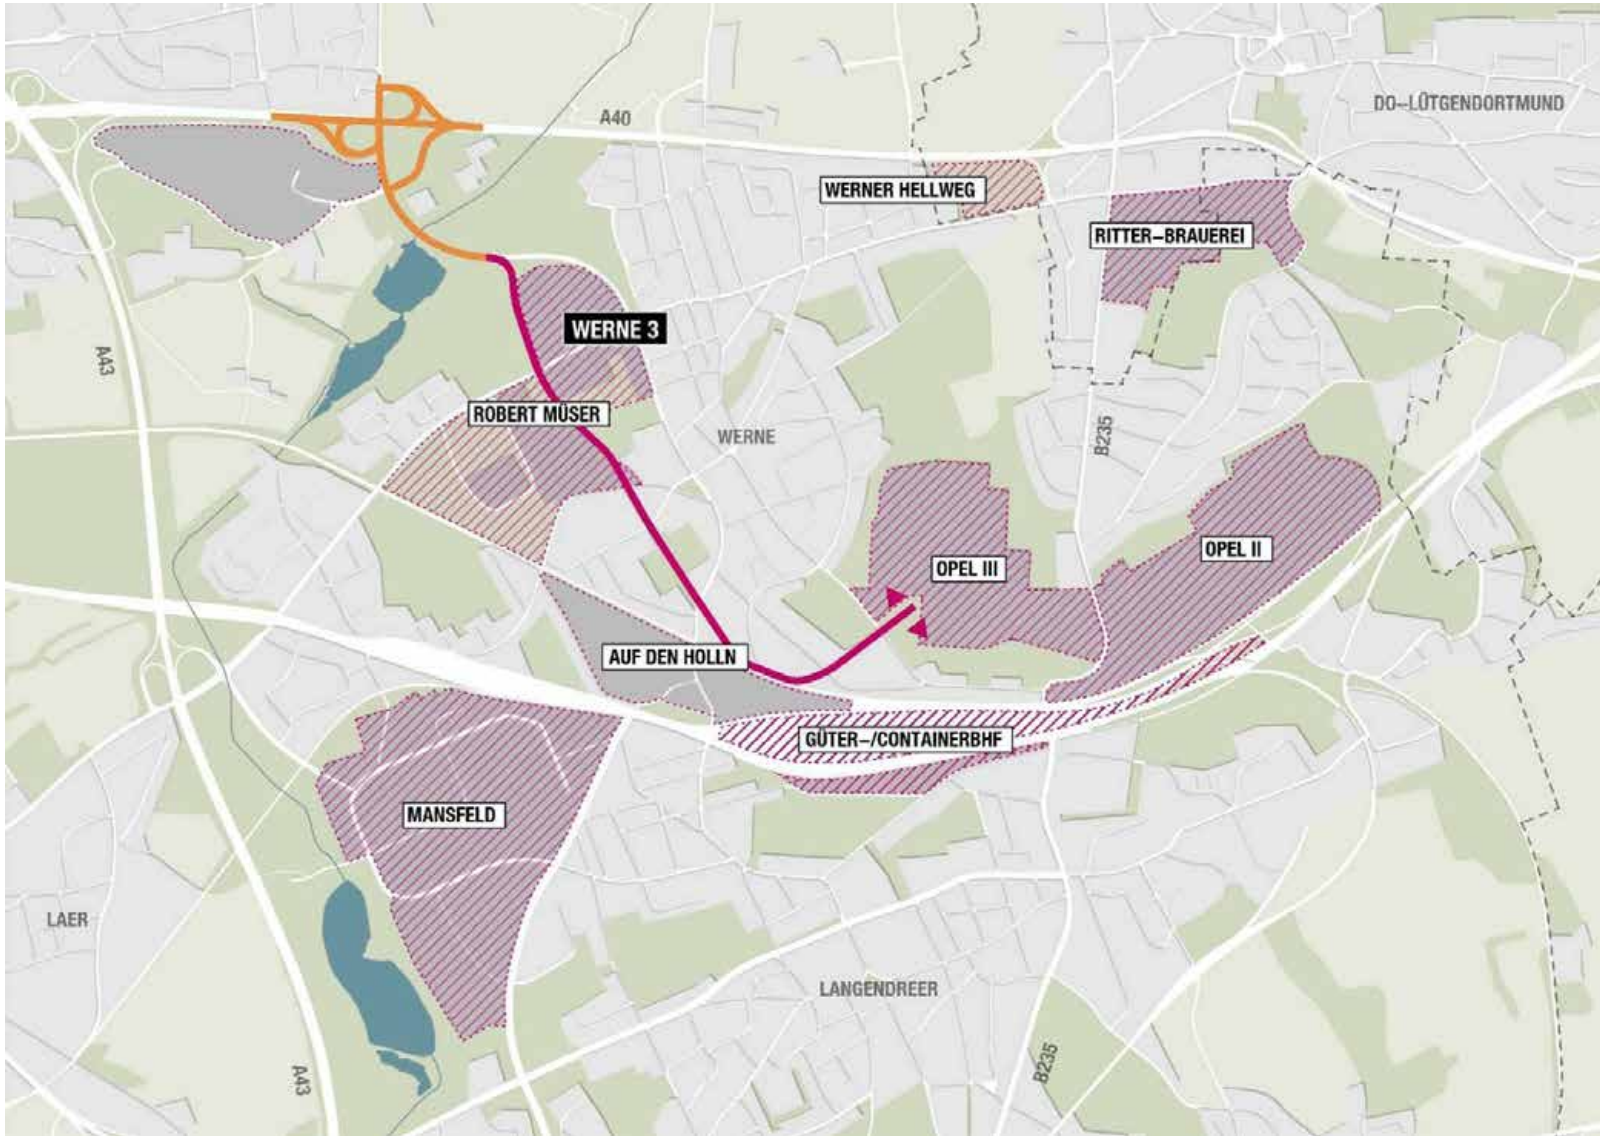 A40
DO–LÜTGENDORTMUND
WERNER HELLWEG
RITTER–BRAUEREI
WERNE 3
A43
ROBERT MÜSER
WERNE
B235
OPEL II
OPEL III
AUF DEN HOLLN
GÜTER–/CONTAINERBHF
MANSFELD
LAER
LANGENDREER
B235
A43